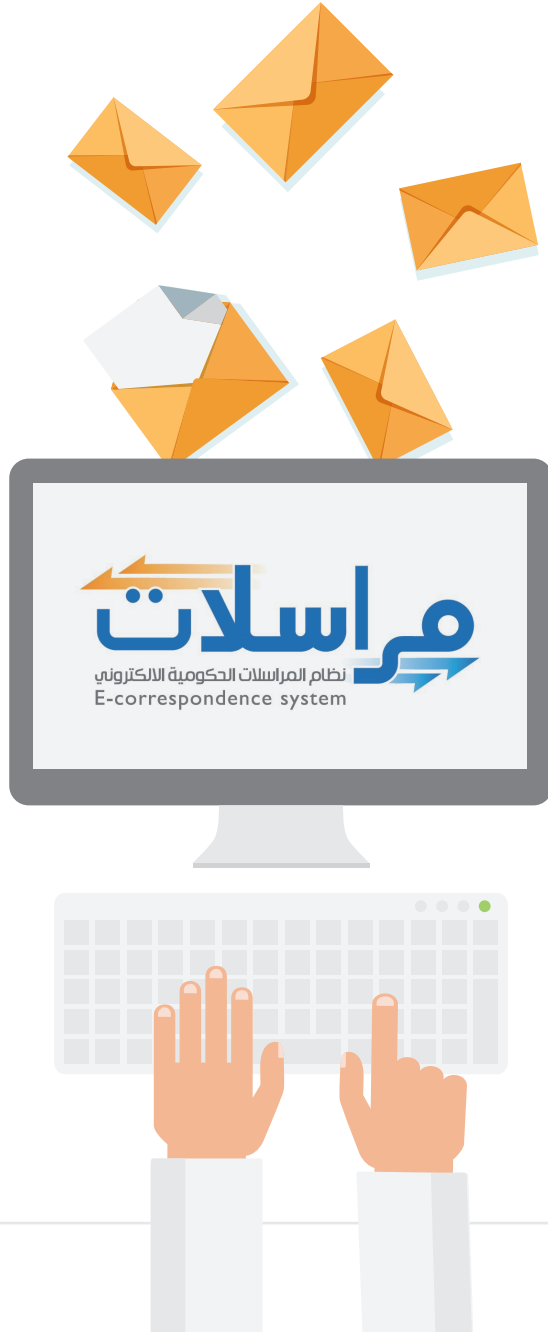 مراسلات
نظام المراسلات الحكومية الالكتروني
E-correspondence system